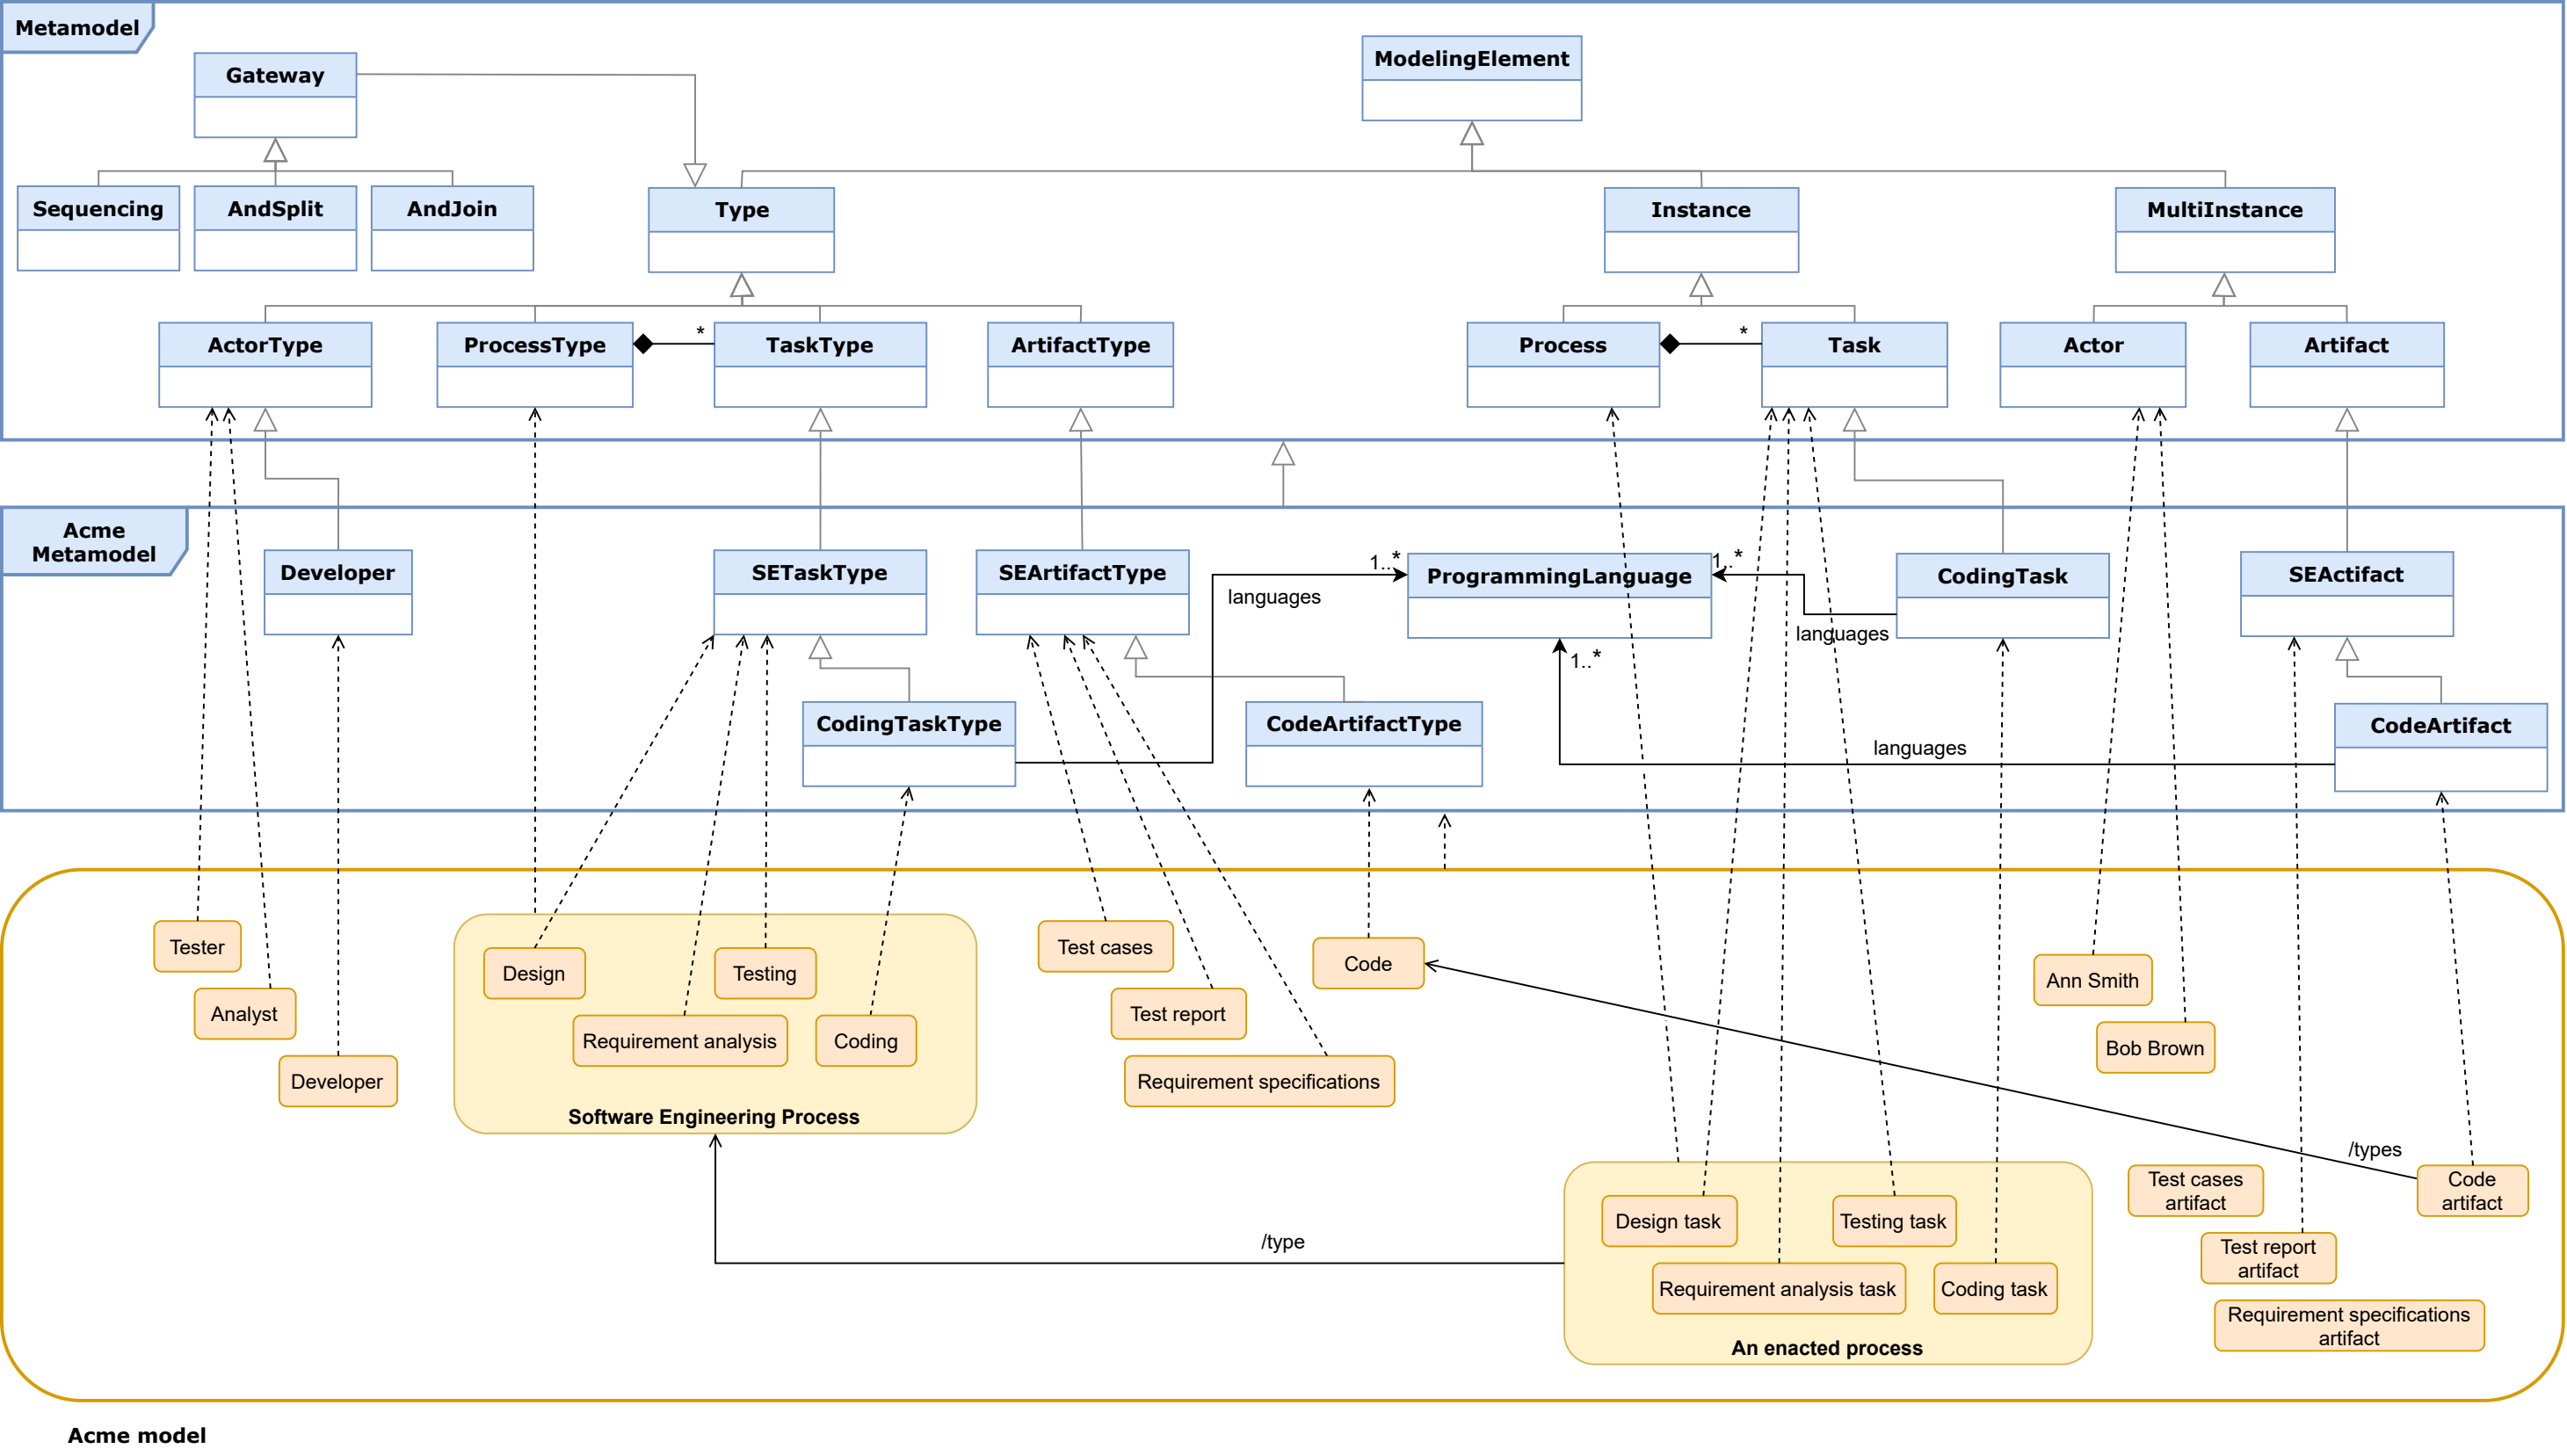 Metamodel
Gateway
ModelingElement
Sequencing
AndSplit
AndJoin
Type
Instance
MultiInstance
ActorType
ProcessType
*
TaskType
ArtifactType
Process
*
Task
Actor
Artifact
Acme
Metamodel
Developer
SETaskType
SEArtifactType
1..*
languages
ProgrammingLanguage
1..*
languages
CodingTask
SEActifact
1..*
CodingTaskType
CodeArtifactType
languages
CodeArtifact
Tester
Analyst
Developer
Design
Testing
Requirement analysis
Coding
Software Engineering Process
Test cases
Test report
Requirement specifications
Code
Ann Smith
Bob Brown
/types
/type
Design task
Testing task
Requirement analysis task
Coding task
An enacted process
Test cases
artifact
Code
artifact
Test report
artifact
Requirement specifications
artifact
Acme model